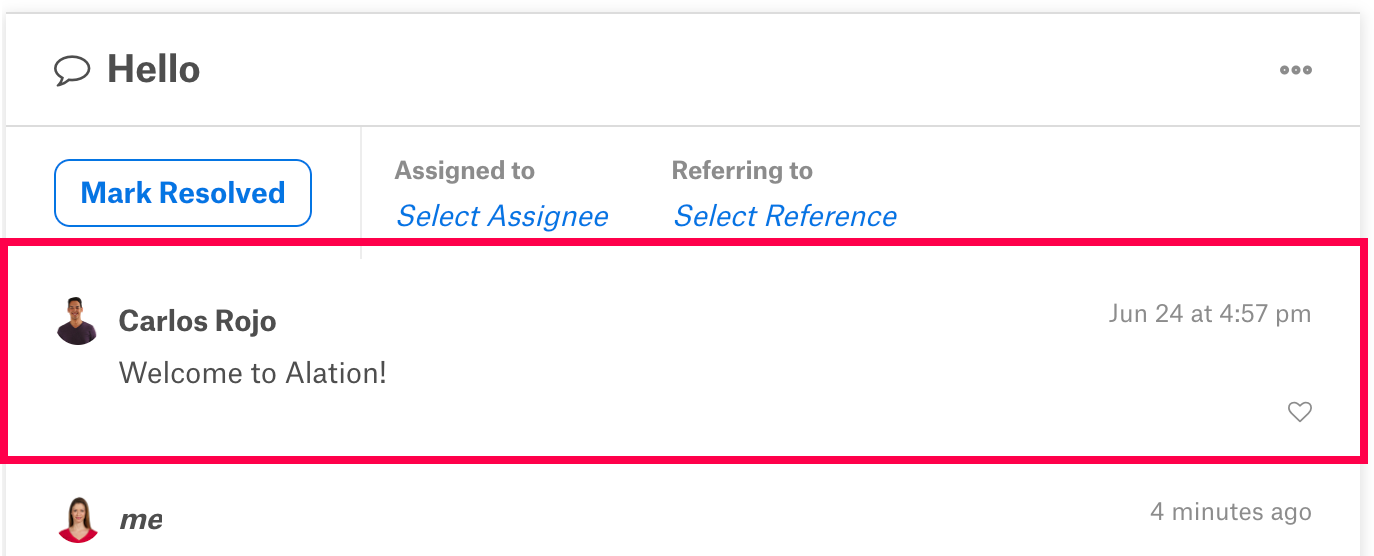 Hello
Mark Resolved
Assigned to
Select Assignee
Referring to
Select Reference
Carlos Rojo
Jun 24 at 4:57 pm
Welcome to Alation!
me
4 minutes ago